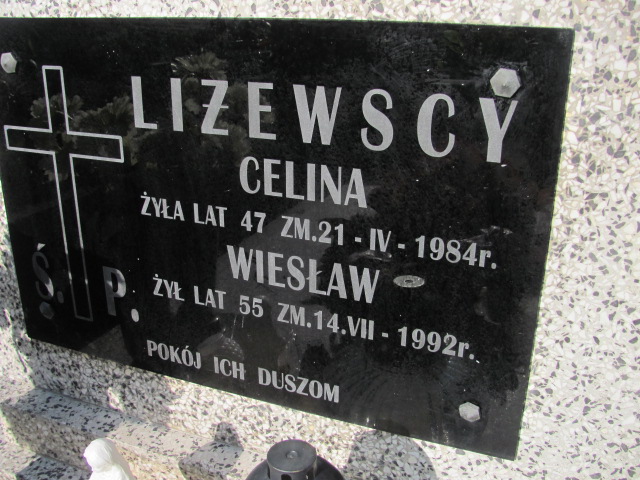 LIZEWSCY
CELINA
ŻYŁA LAT 47 ZM.21 - IV - 1984r.
WIESŁAW
ŻYŁ LAT 55 ZM.14.VII - 1992r.
Ś. P.
POKÓJ ICH DUSZOM